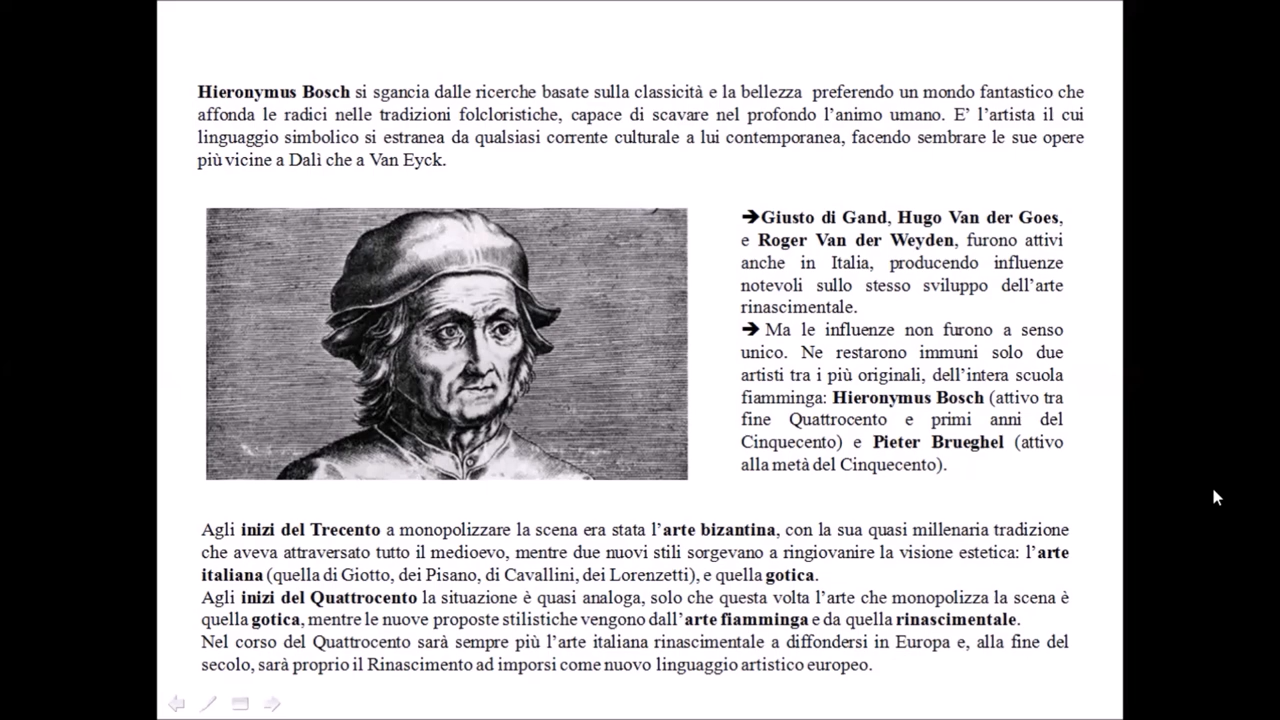 Hieronymus Bosch si sgancia dalle ricerche basate sulla classicità e la bellezza preferendo un mondo fantastico che
affonda le radici nelle tradizioni folcloristiche, capace di scavare nel profondo l'animo umano. E' l'artista il cui
linguaggio simbolico si estranea da qualsiasi corrente culturale a lui contemporanea, facendo sembrare le sue opere
più vicine a Dalì che a Van Eyck.
➔Giusto di Gand, Hugo Van der Goes,
e Roger Van der Weyden, furono attivi
anche in Italia, producendo influenze
notevoli sullo stesso sviluppo dell'arte
rinascimentale.
➔ Ma le influenze non furono a senso
unico. Ne restarono immuni solo due
artisti tra i più originali, dell'intera scuola
fiamminga: Hieronymus Bosch (attivo tra
fine Quattrocento e primi anni del
Cinquecento) e Pieter Brueghel (attivo
alla metà del Cinquecento).
Agli inizi del Trecento a monopolizzare la scena era stata l'arte bizantina, con la sua quasi millenaria tradizione
che aveva attraversato tutto il medioevo, mentre due nuovi stili sorgevano a ringiovanire la visione estetica: l'arte
italiana (quella di Giotto, dei Pisano, di Cavallini, dei Lorenzetti), e quella gotica.
Agli inizi del Quattrocento la situazione è quasi analoga, solo che questa volta l'arte che monopolizza la scena è
quella gotica, mentre le nuove proposte stilistiche vengono dall'arte fiamminga e da quella rinascimentale.
Nel corso del Quattrocento sarà sempre più l'arte italiana rinascimentale a diffondersi in Europa e, alla fine del
secolo, sarà proprio il Rinascimento ad imporsi come nuovo linguaggio artistico europeo.